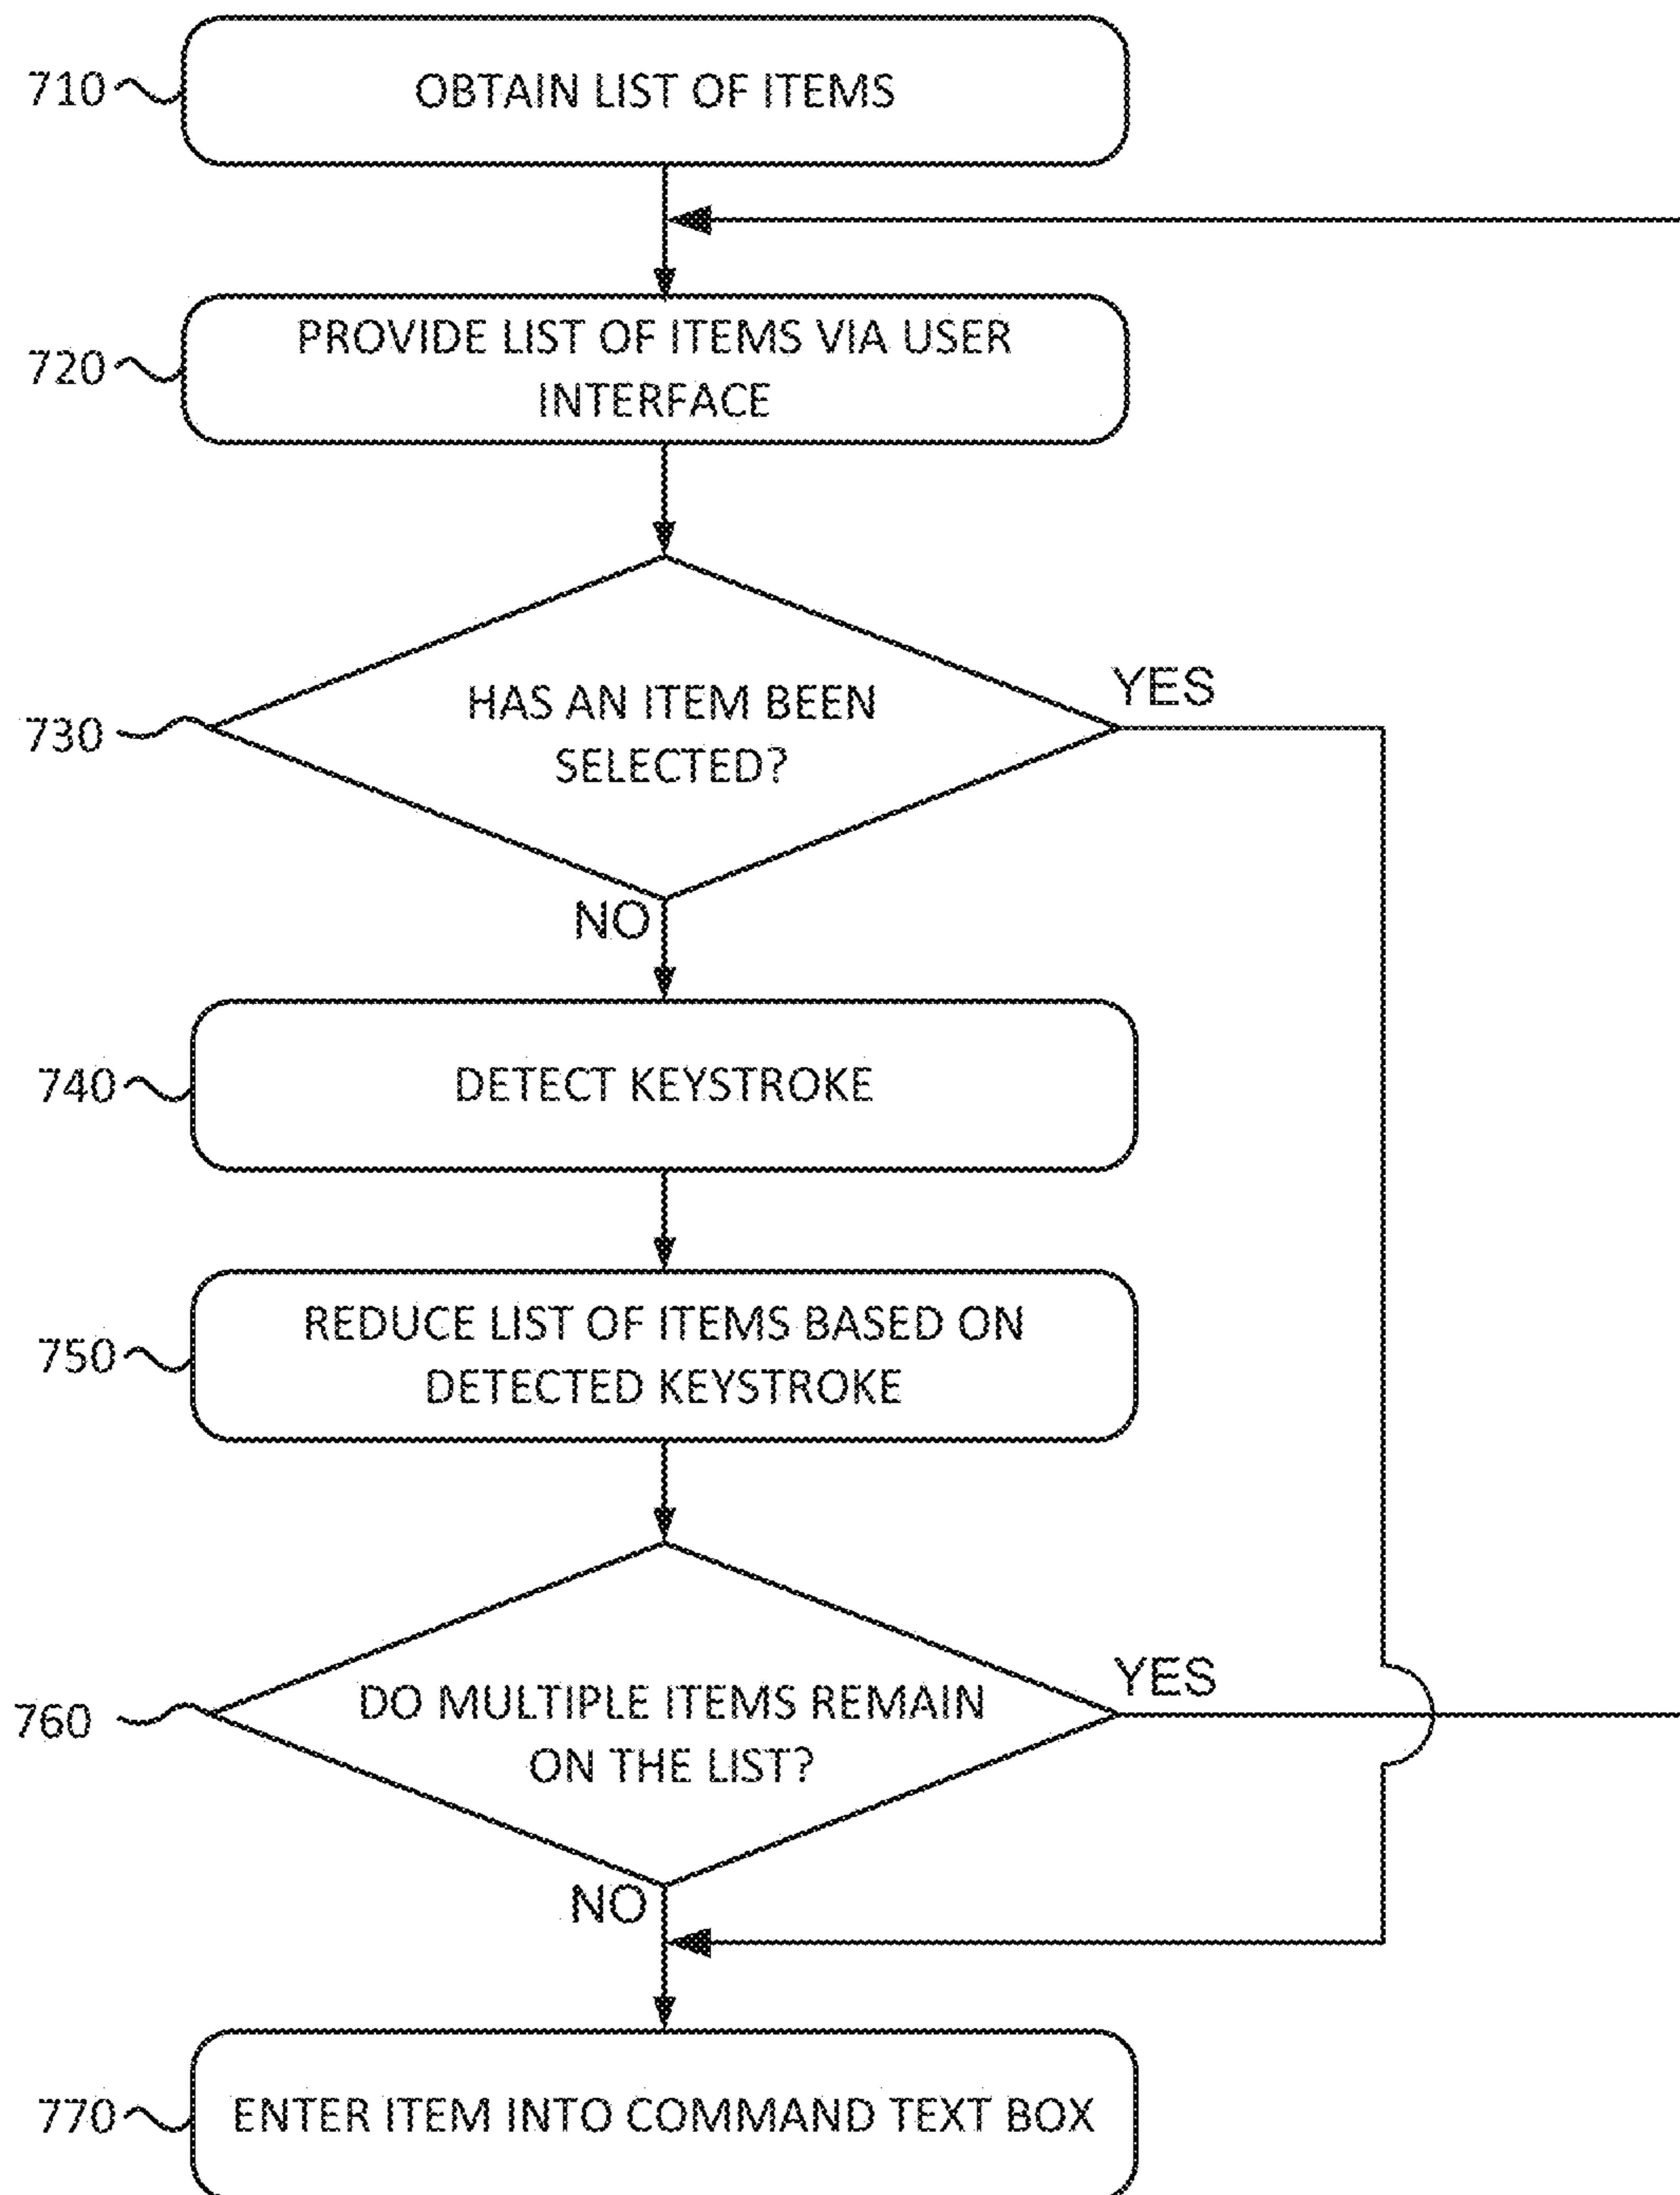 710
OBTAIN LIST OF ITEMS
720
PROVIDE LIST OF ITEMS VIA USER
INTERFACE
730
HAS AN ITEM BEEN
SELECTED?
YES
NO
740
DETECT KEYSTROKE
750
REDUCE LIST OF ITEMS BASED ON
DETECTED KEYSTROKE
760
DO MULTIPLE ITEMS REMAIN
ON THE LIST?
YES
NO
770
ENTER ITEM INTO COMMAND TEXT BOX